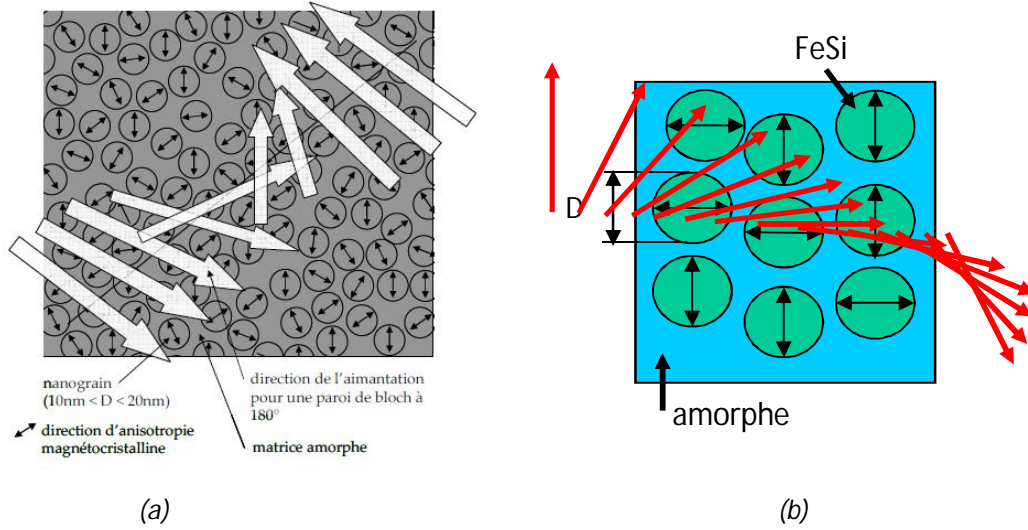 nanograin
(10nm < D < 20nm)
direction d'anisotropie
magnétocristalline
direction de l'aimantation
pour une paroi de bloch à
180°
matrice amorphe
(a)
FeSi
D
amorphe
(b)